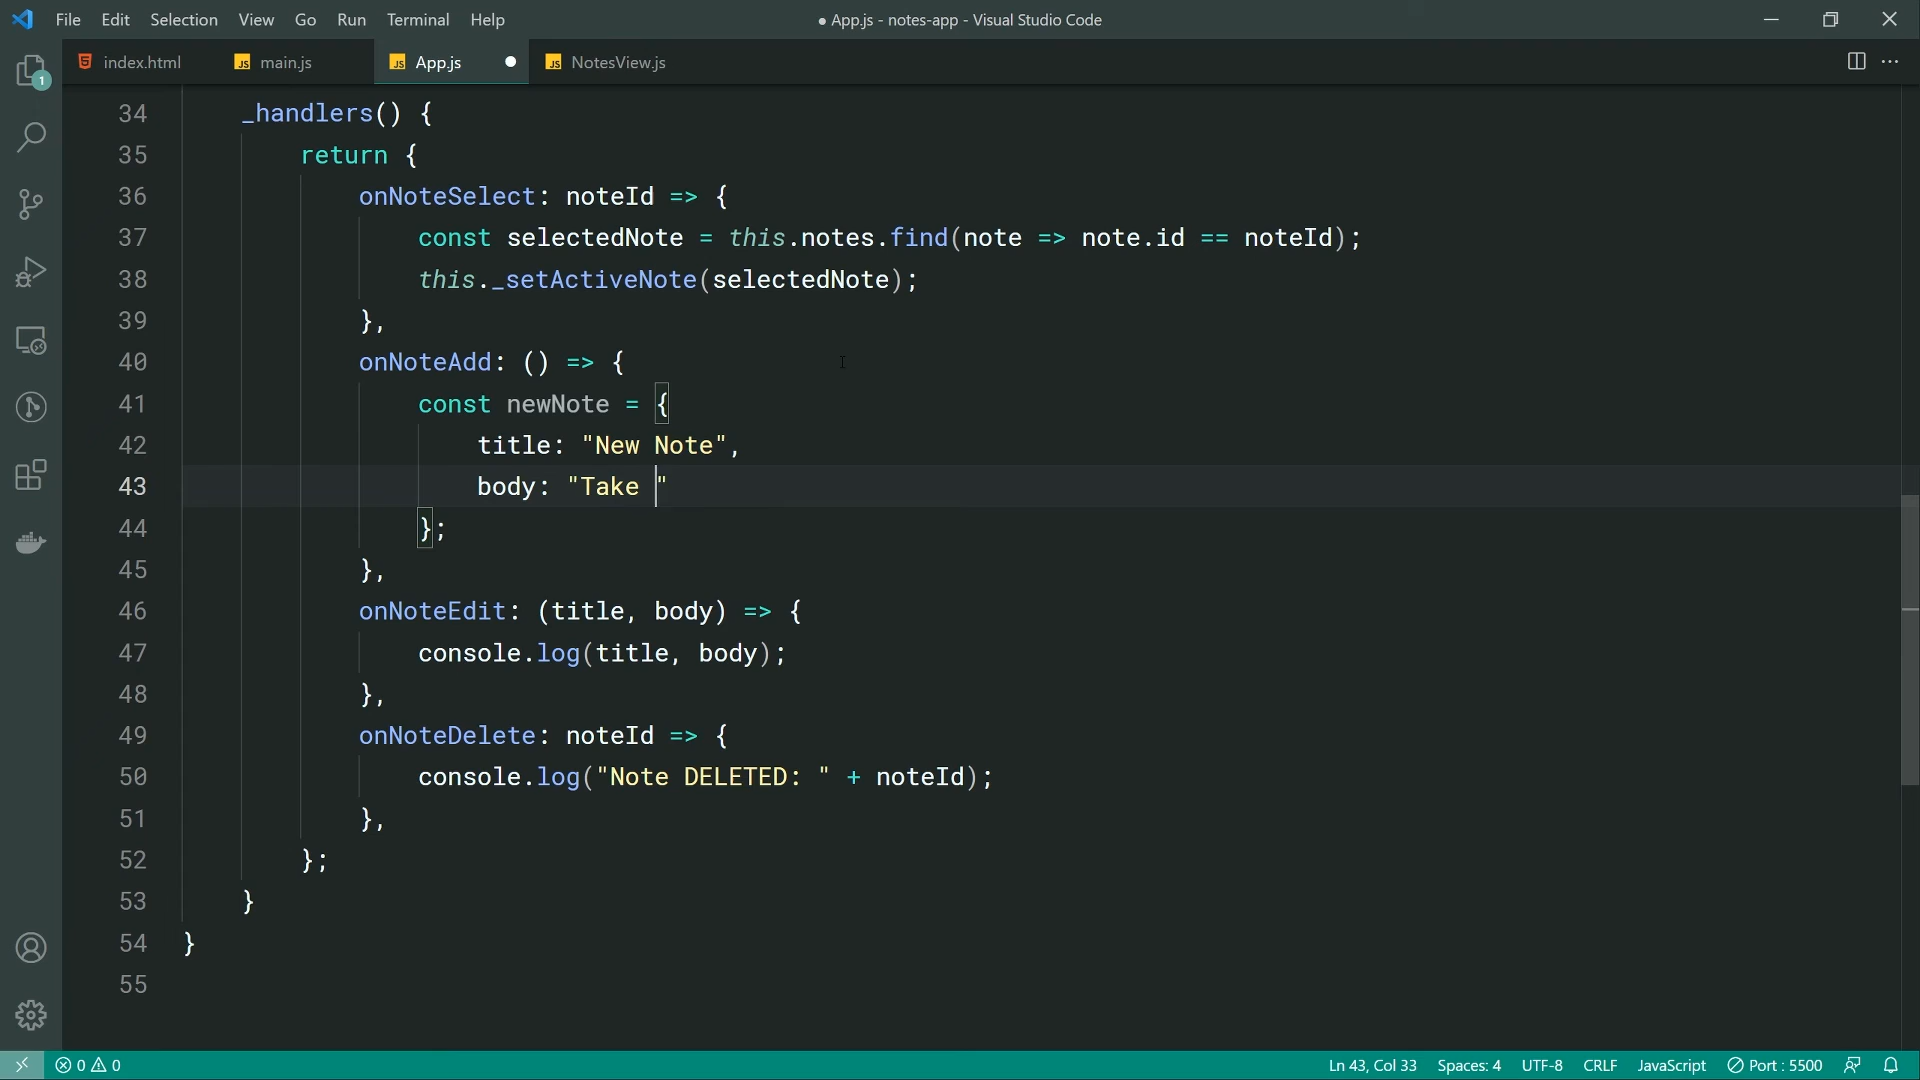 File Edit Selection View Go Run Terminal Help
● App.js - notes-app - Visual Studio Code
index.html
JS main.js
JS App.js
JS NotesView.js
1
34 _handlers() {
35 return {
36 onNoteSelect: noteId => {
37 const selectedNote = this.notes.find(note => note.id == noteId);
38 this._setActiveNote(selectedNote);
39 },
40 onNoteAdd: () => {
41 const newNote = {
42 title: "New Note",
43 body: "Take "
44 };
45 },
46 onNoteEdit: (title, body) => {
47 console.log(title, body);
48 },
49 onNoteDelete: noteId => {
50 console.log("Note DELETED: " + noteId);
51 },
52 };
53 }
54 }
55
0 0
Ln 43, Col 33 Spaces: 4 UTF-8 CRLF JavaScript Port : 5500